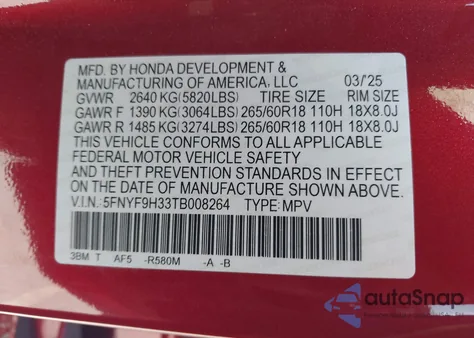 MFD. BY HONDA DEVELOPMENT &
MANUFACTURING OF AMERICA, LLC 03/25
GVWR 2640 KG(5820LBS) TIRE SIZE RIM SIZE
GAWR F 1390 KG(3064LBS) 265/60R18 110H 18X8.0J
GAWR R 1485 KG(3274LBS) 265/60R18 110H 18X8.0J
THIS VEHICLE CONFORMS TO ALL APPLICABLE
FEDERAL MOTOR VEHICLE SAFETY
AND THEFT PREVENTION STANDARDS IN EFFECT
ON THE DATE OF MANUFACTURE SHOWN ABOVE.
V.I.N.: 5FNYF9H33TB008264 TYPE: MPV
3BM T AF5 -R580M -A -B
autoSnap